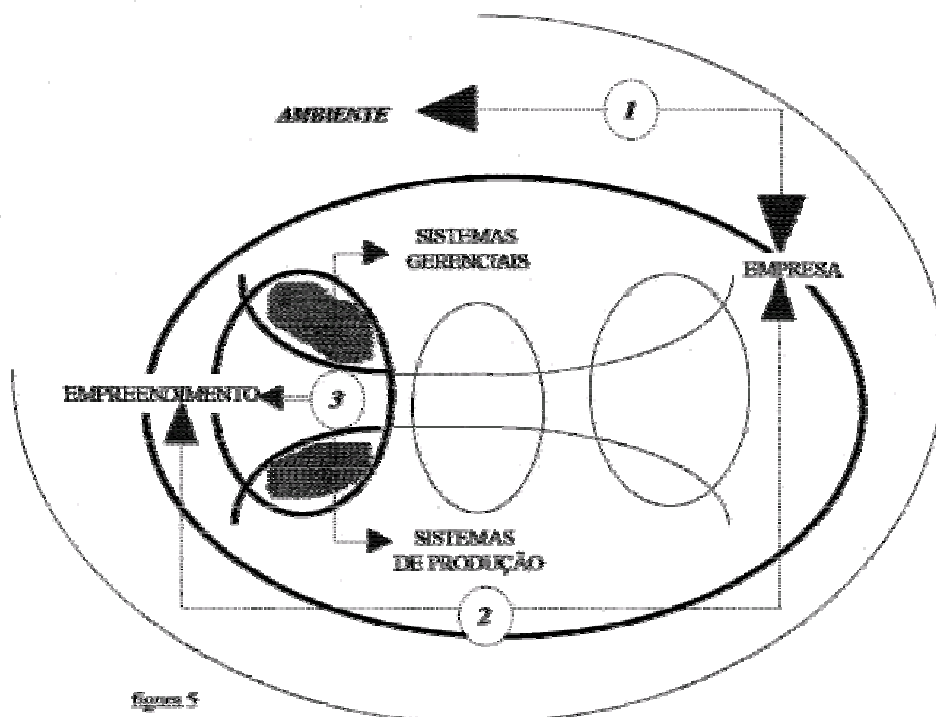 1
AMBIENTE
SISTEMAS
GERENCIAIS
EMPRESA
EMPREENDIMENTO
3
SISTEMAS
DE PRODUÇÃO
2
figura 5